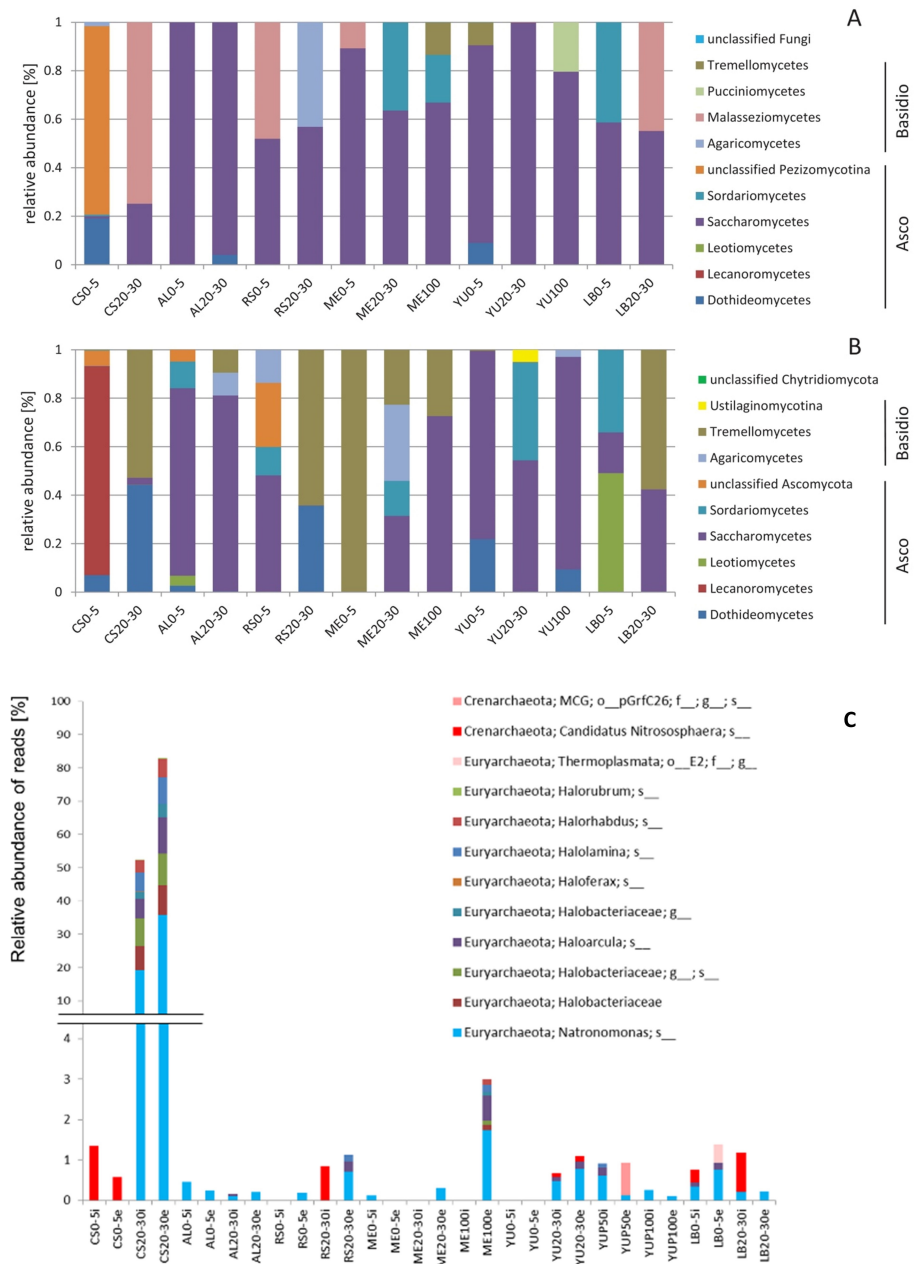 A
relative abundance [%]
1
0.8
0.6
0.4
0.2
0
CS0-5
CS20-30
AL0-5
AL20-30
RS0-5
RS20-30
ME0-5
ME20-30
ME100
YU0-5
YU20-30
YU100
LB0-5
LB20-30
unclassified Fungi
Tremellomycetes
Pucciniomycetes
Malasseziomycetes
Agaricomycetes
unclassified Pezizomycotina
Sordariomycetes
Saccharomycetes
Leotiomycetes
Lecanoromycetes
Dothideomycetes
Basidio
Asco
B
relative abundance [%]
1
0.8
0.6
0.4
0.2
0
CS0-5
CS20-30
AL0-5
AL20-30
RS0-5
RS20-30
ME0-5
ME20-30
ME100
YU0-5
YU20-30
YU100
LB0-5
LB20-30
unclassified Chytridiomycota
Ustilaginomycotina
Tremellomycetes
Agaricomycetes
unclassified Ascomycota
Sordariomycetes
Saccharomycetes
Leotiomycetes
Lecanoromycetes
Dothideomycetes
Basidio
Asco
C
Relative abundance of reads [%]
100
90
80
70
60
50
40
30
20
10
4
3
2
1
0
Crenarchaeota; MCG; o__pGrfC26; f__; g__; s__
Crenarchaeota; Candidatus Nitrososphaera; s__
Euryarchaeota; Thermoplasmata; o__E2; f__; g__
Euryarchaeota; Halorubrum; s__
Euryarchaeota; Halorhabdus; s__
Euryarchaeota; Halolamina; s__
Euryarchaeota; Haloferax; s__
Euryarchaeota; Halobacteriaceae; g__
Euryarchaeota; Haloarcula; s__
Euryarchaeota; Halobacteriaceae; g__; s__
Euryarchaeota; Halobacteriaceae
Euryarchaeota; Natronomonas; s__
CS0-5i
CS0-5e
CS20-30i
CS20-30e
AL0-5i
AL0-5e
AL20-30i
AL20-30e
RS0-5i
RS0-5e
RS20-30i
RS20-30e
ME0-5i
ME0-5e
ME20-30i
ME20-30e
ME100i
ME100e
YU0-5i
YU0-5e
YU20-30i
YU20-30e
YUP50i
YUP50e
YUP100i
YUP100e
LB0-5i
LB0-5e
LB20-30i
LB20-30e